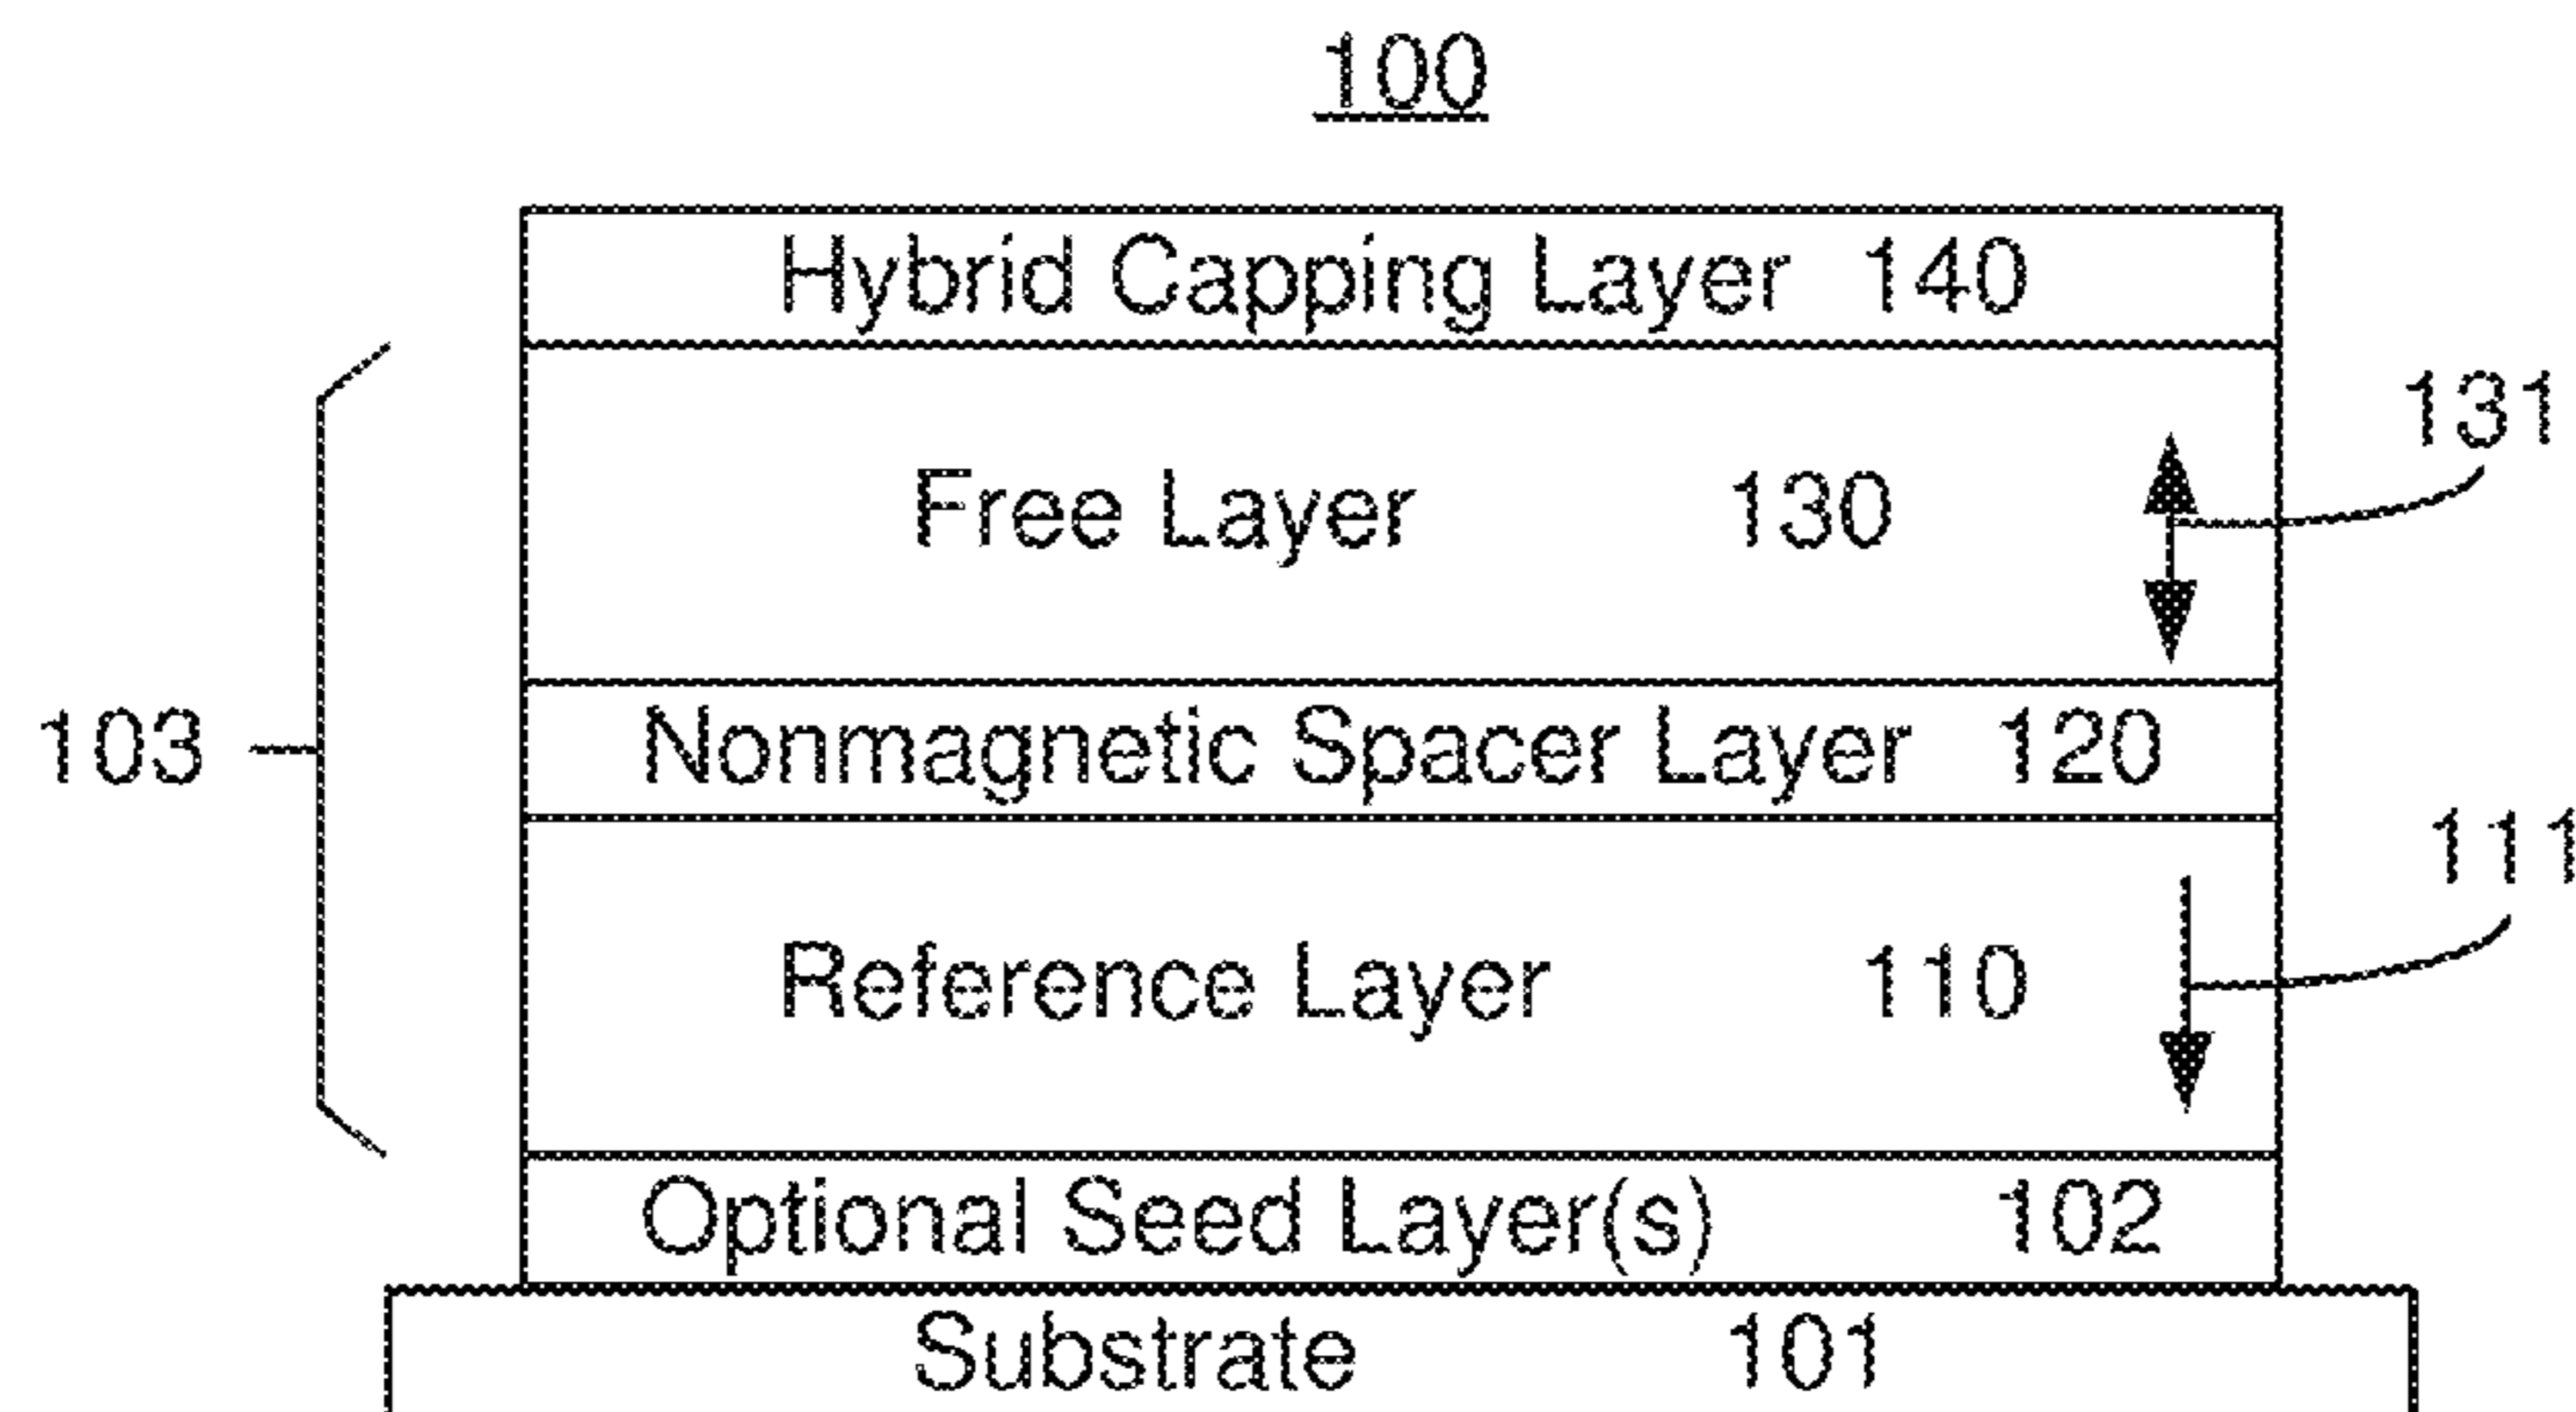 100
Hybrid Capping Layer 140
131
Free Layer 130
103
Nonmagnetic Spacer Layer 120
111
Reference Layer 110
Optional Seed Layer(s) 102
Substrate 101